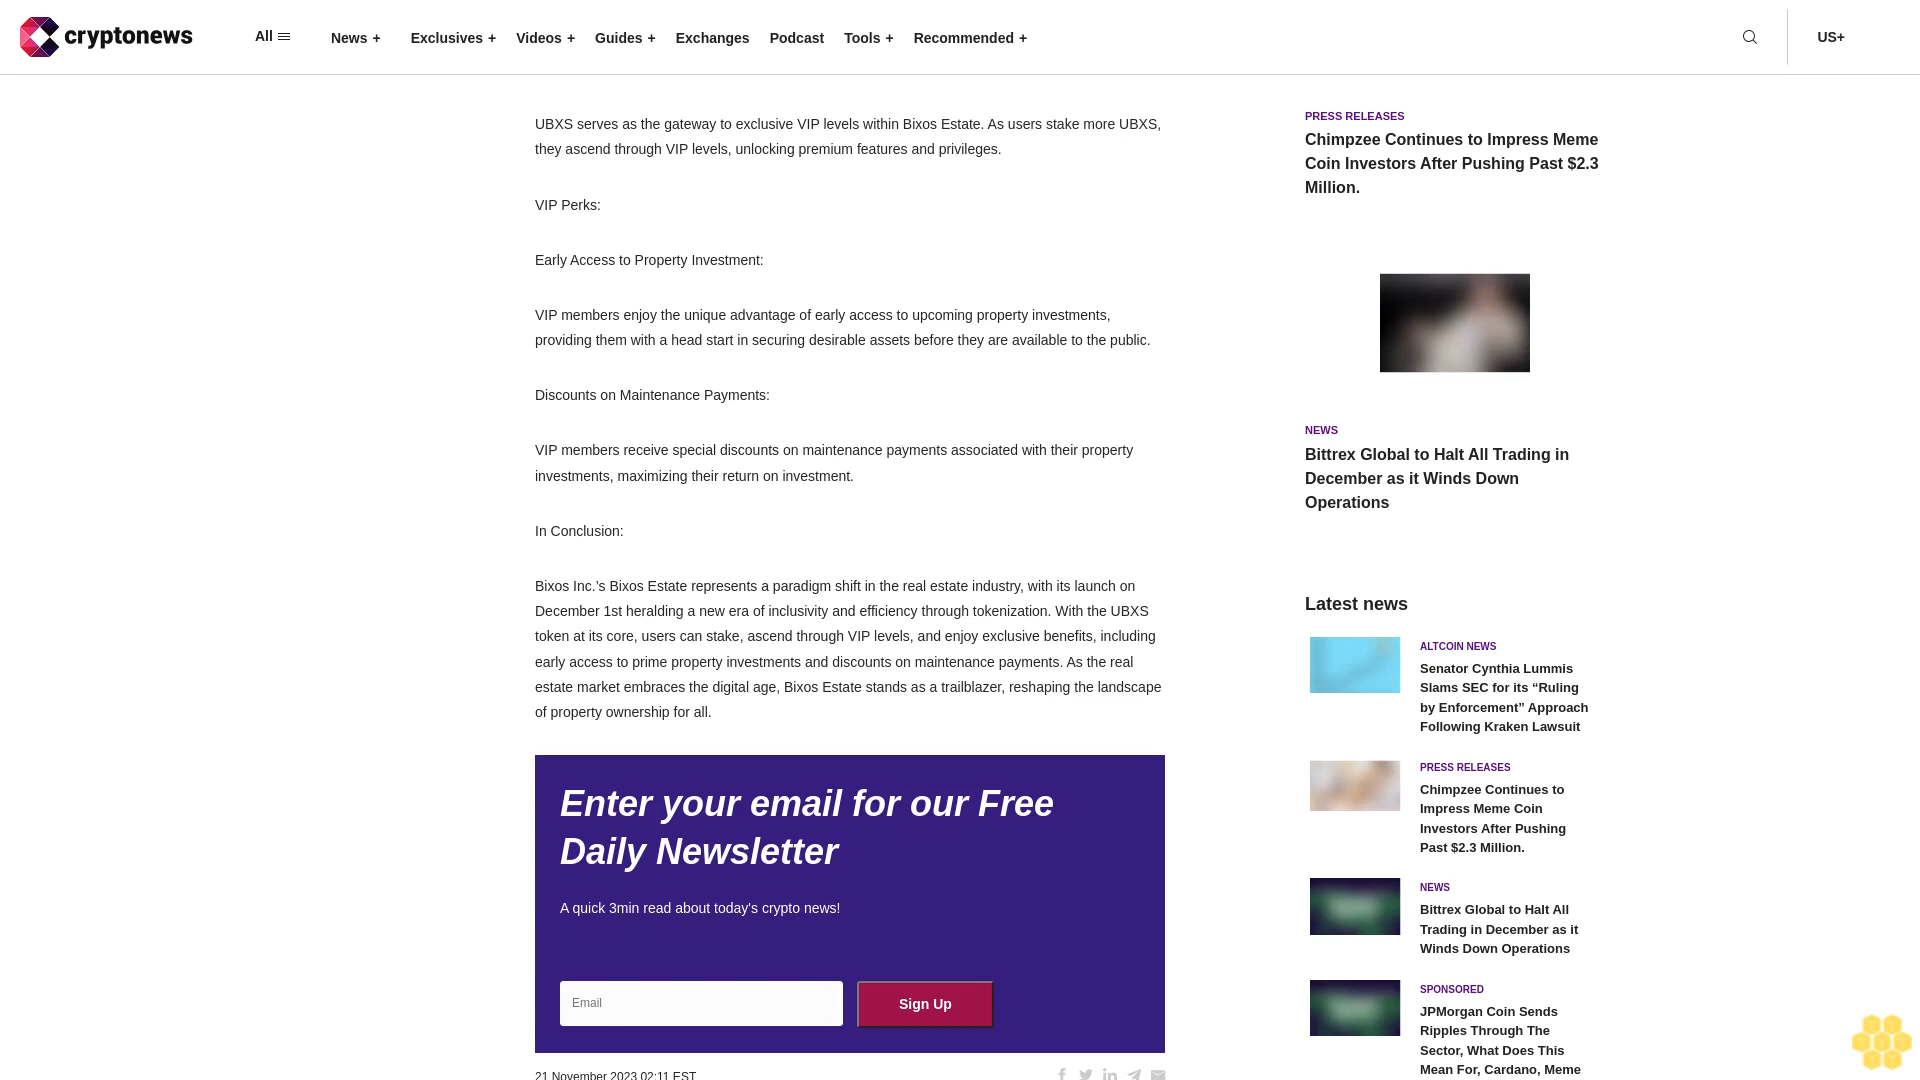 cryptonews
All
News +
Exclusives +
Videos +
Guides +
Exchanges
Podcast
Tools +
Recommended +
US+
UBXS serves as the gateway to exclusive VIP levels within Bixos Estate. As users stake more UBXS,
they ascend through VIP levels, unlocking premium features and privileges.
VIP Perks:
Early Access to Property Investment:
VIP members enjoy the unique advantage of early access to upcoming property investments,
providing them with a head start in securing desirable assets before they are available to the public.
Discounts on Maintenance Payments:
VIP members receive special discounts on maintenance payments associated with their property
investments, maximizing their return on investment.
In Conclusion:
Bixos Inc.’s Bixos Estate represents a paradigm shift in the real estate industry, with its launch on
December 1st heralding a new era of inclusivity and efficiency through tokenization. With the UBXS
token at its core, users can stake, ascend through VIP levels, and enjoy exclusive benefits, including
early access to prime property investments and discounts on maintenance payments. As the real
estate market embraces the digital age, Bixos Estate stands as a trailblazer, reshaping the landscape
of property ownership for all.
Enter your email for our Free
Daily Newsletter
A quick 3min read about today's crypto news!
Email
Sign Up
21 November 2023 02:11 EST
PRESS RELEASES
Chimpzee Continues to Impress Meme
Coin Investors After Pushing Past $2.3
Million.
NEWS
Bittrex Global to Halt All Trading in
December as it Winds Down
Operations
Latest news
ALTCOIN NEWS
Senator Cynthia Lummis
Slams SEC for its “Ruling
by Enforcement” Approach
Following Kraken Lawsuit
PRESS RELEASES
Chimpzee Continues to
Impress Meme Coin
Investors After Pushing
Past $2.3 Million.
NEWS
Bittrex Global to Halt All
Trading in December as it
Winds Down Operations
SPONSORED
JPMorgan Coin Sends
Ripples Through The
Sector, What Does This
Mean For, Cardano, Meme